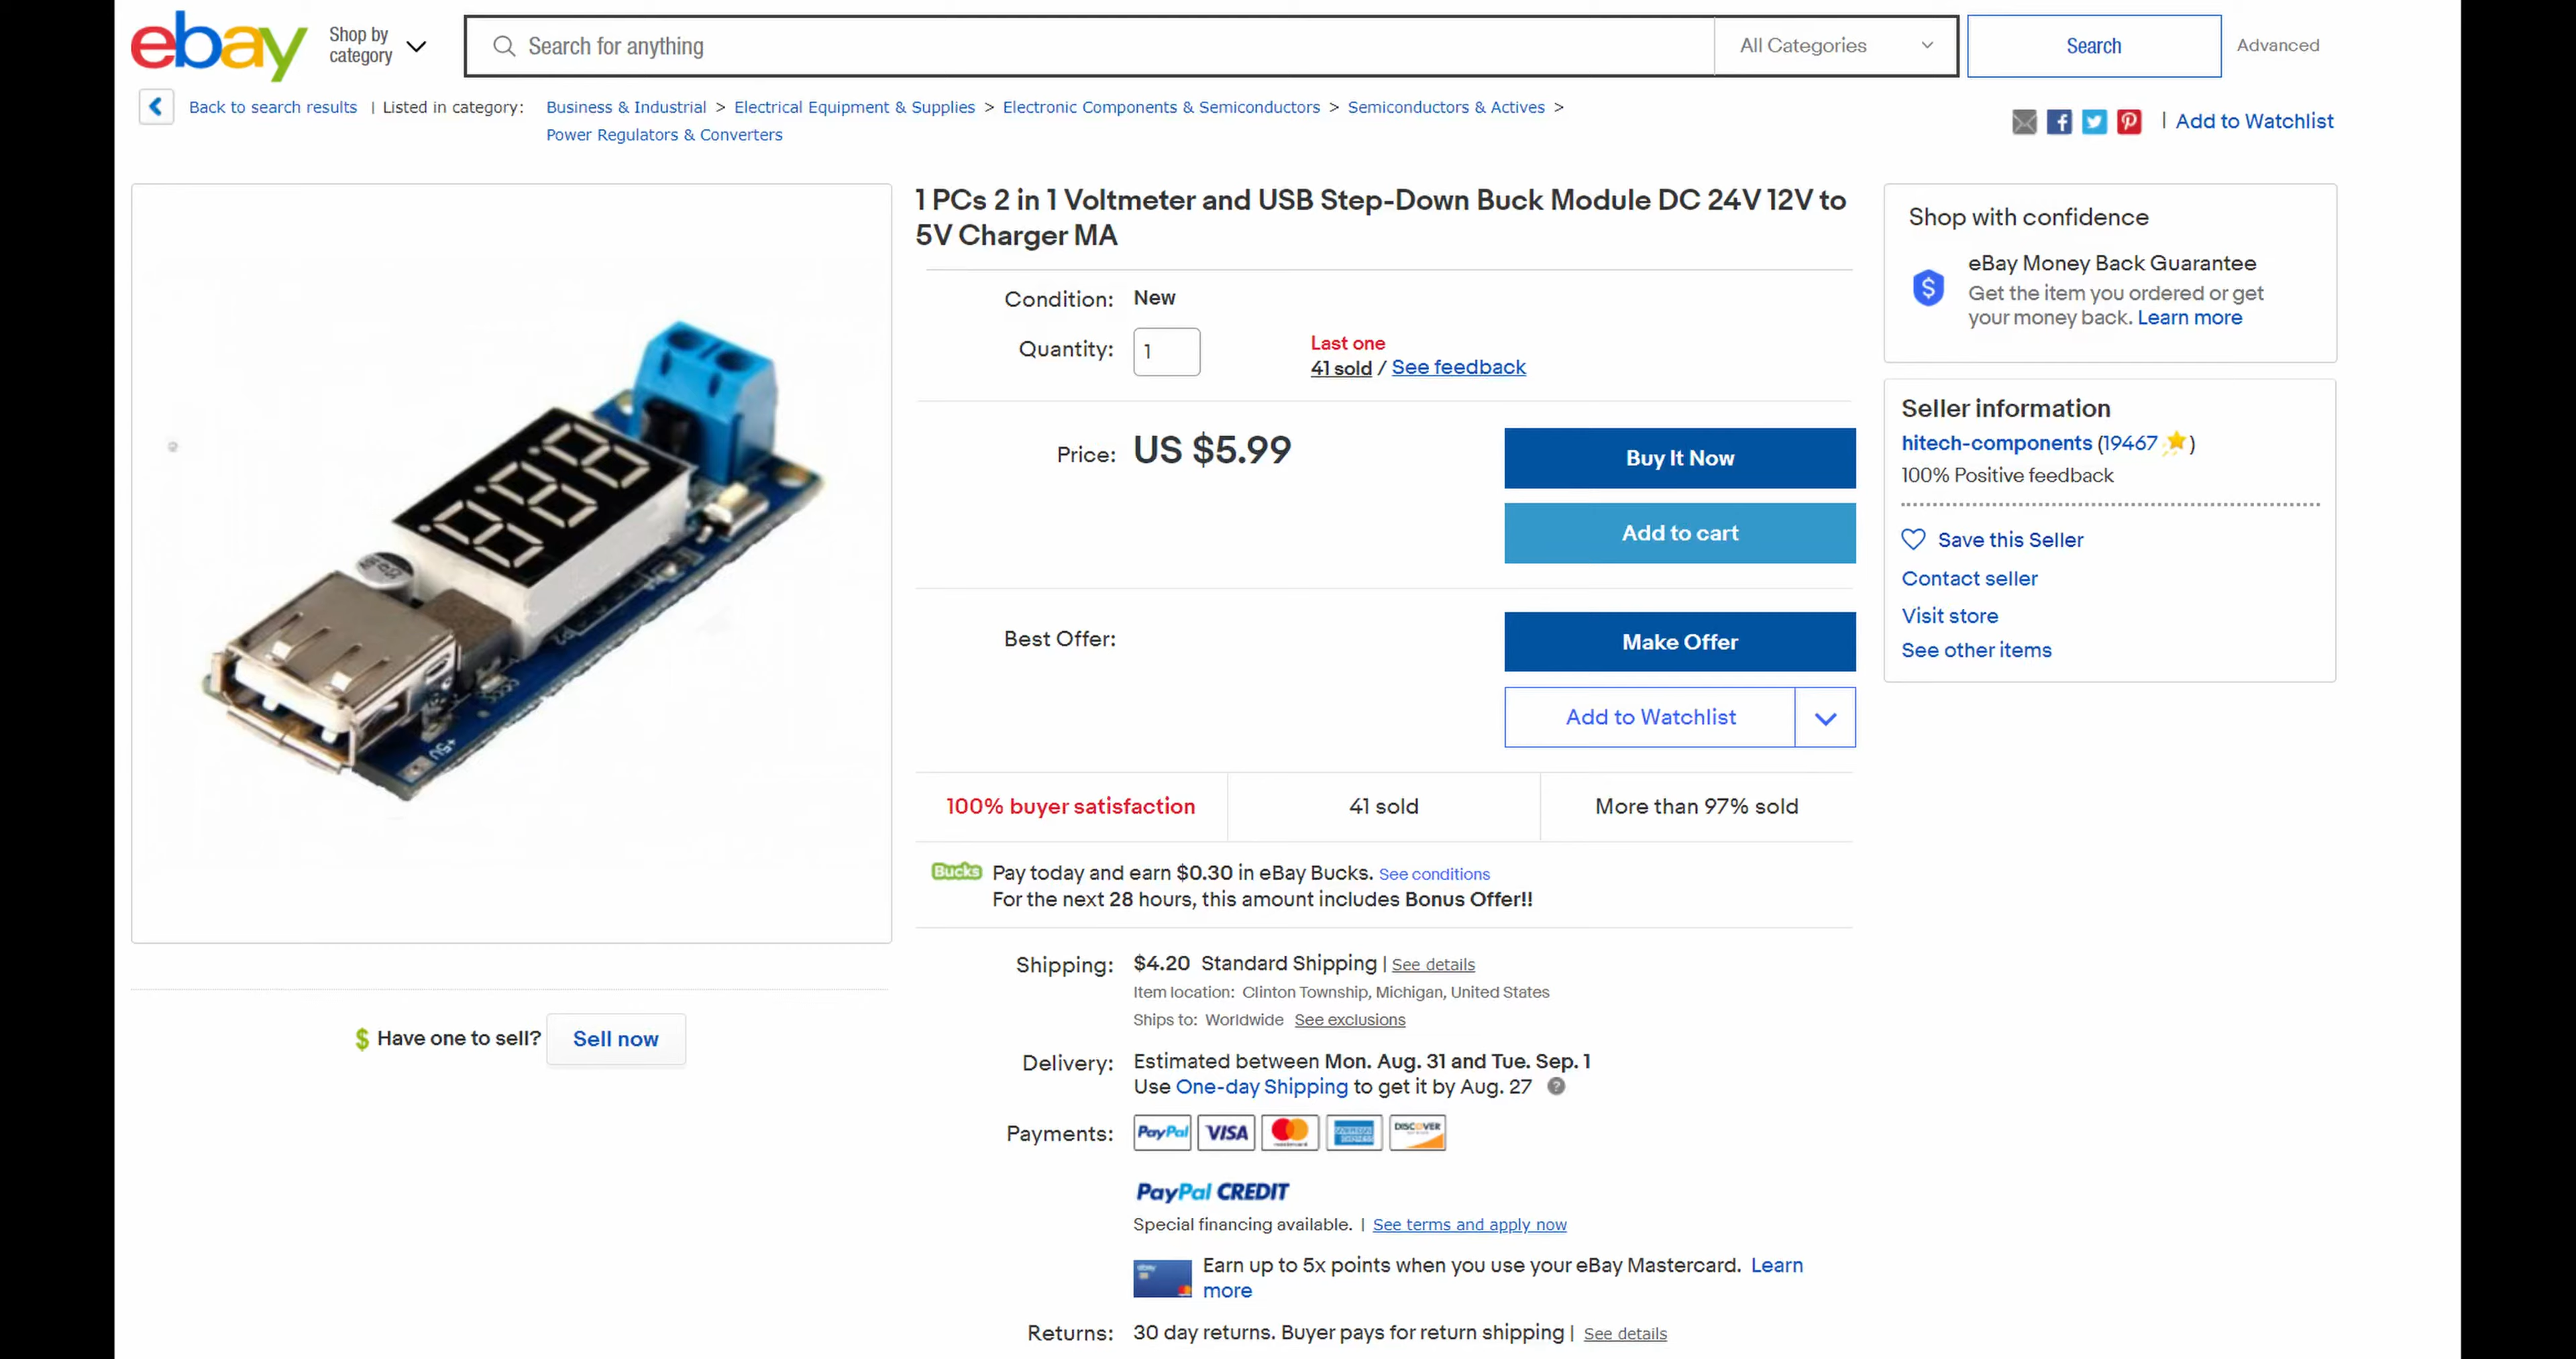 ebay
Shop by
category
Search for anything
All Categories
Search
Advanced
Back to search results | Listed in category: Business & Industrial > Electrical Equipment & Supplies > Electronic Components & Semiconductors > Semiconductors & Actives >
Power Regulators & Converters
| Add to Watchlist
1 PCs 2 in 1 Voltmeter and USB Step-Down Buck Module DC 24V 12V to
5V Charger MA
Condition: New
Quantity: 1
Last one
41 sold / See feedback
Price: US $5.99
Buy It Now
Add to cart
Best Offer:
Make Offer
Add to Watchlist
100% buyer satisfaction
41 sold
More than 97% sold
Bucks Pay today and earn $0.30 in eBay Bucks. See conditions
For the next 28 hours, this amount includes Bonus Offer!!
Shipping: $4.20 Standard Shipping | See details
Item location: Clinton Township, Michigan, United States
Ships to: Worldwide See exclusions
Delivery: Estimated between Mon. Aug. 31 and Tue. Sep. 1
Use One-day Shipping to get it by Aug. 27 ?
Payments: PayPal VISA mastercard AMERICAN EXPRESS DISCOVER
PayPal CREDIT
Special financing available. | See terms and apply now
ebay
Earn up to 5x points when you use your eBay Mastercard. Learn
more
Returns: 30 day returns. Buyer pays for return shipping | See details
Shop with confidence
$
eBay Money Back Guarantee
Get the item you ordered or get
your money back. Learn more
Seller information
hitech-components (19467)
100% Positive feedback
Save this Seller
Contact seller
Visit store
See other items
+5V
$ Have one to sell? Sell now